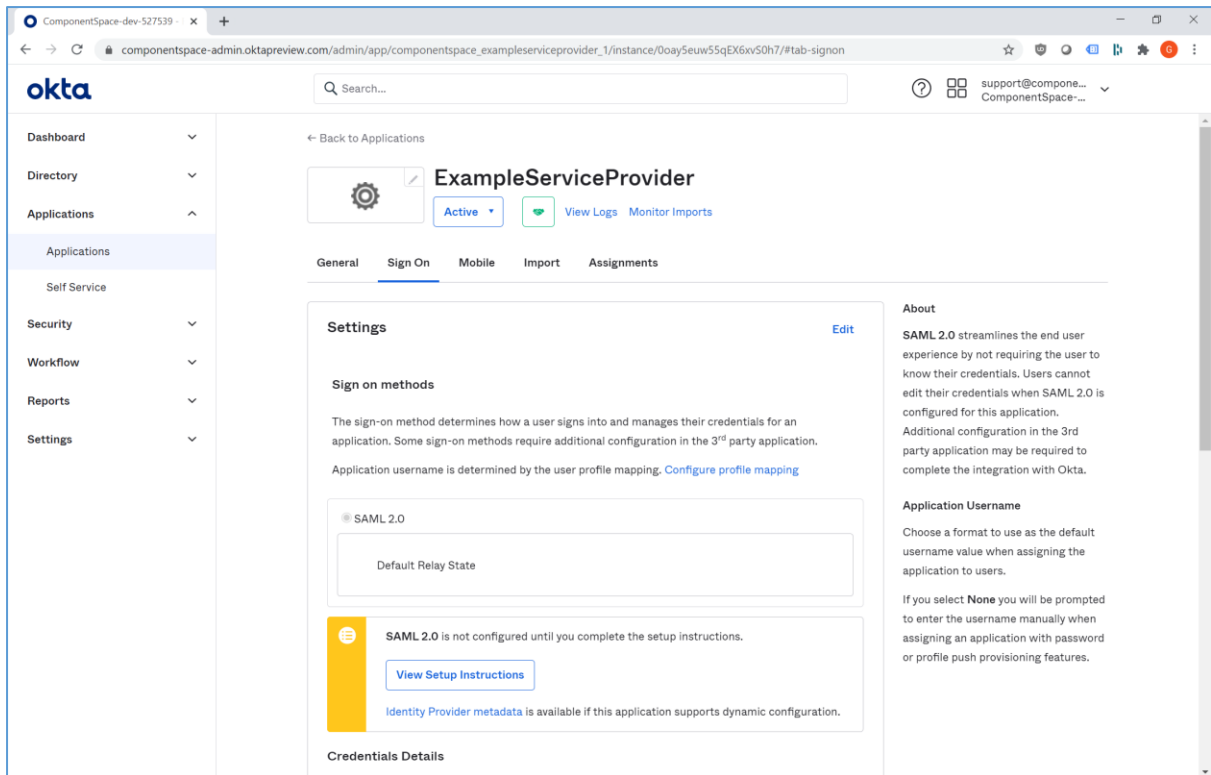 ComponentSpace-dev-527539 -
componentspace-admin.oktapreview.com/admin/app/componentspace_exampleserviceprovider_1/instance/0oay5euw55qEX6xvS0h7/#tab-signon
G
okta
Search...
support@compone...
ComponentSpace-...
Dashboard
Directory
Applications
Applications
Self Service
Security
Workflow
Reports
Settings
← Back to Applications
ExampleServiceProvider
Active
View Logs
Monitor Imports
General
Sign On
Mobile
Import
Assignments
Settings
Edit
Sign on methods
The sign-on method determines how a user signs into and manages their credentials for an
application. Some sign-on methods require additional configuration in the 3rd party application.
Application username is determined by the user profile mapping. Configure profile mapping
SAML 2.0
Default Relay State
SAML 2.0 is not configured until you complete the setup instructions.
View Setup Instructions
Identity Provider metadata is available if this application supports dynamic configuration.
Credentials Details
About
SAML 2.0 streamlines the end user
experience by not requiring the user to
know their credentials. Users cannot
edit their credentials when SAML 2.0 is
configured for this application.
Additional configuration in the 3rd
party application may be required to
complete the integration with Okta.
Application Username
Choose a format to use as the default
username value when assigning the
application to users.
If you select None you will be prompted
to enter the username manually when
assigning an application with password
or profile push provisioning features.